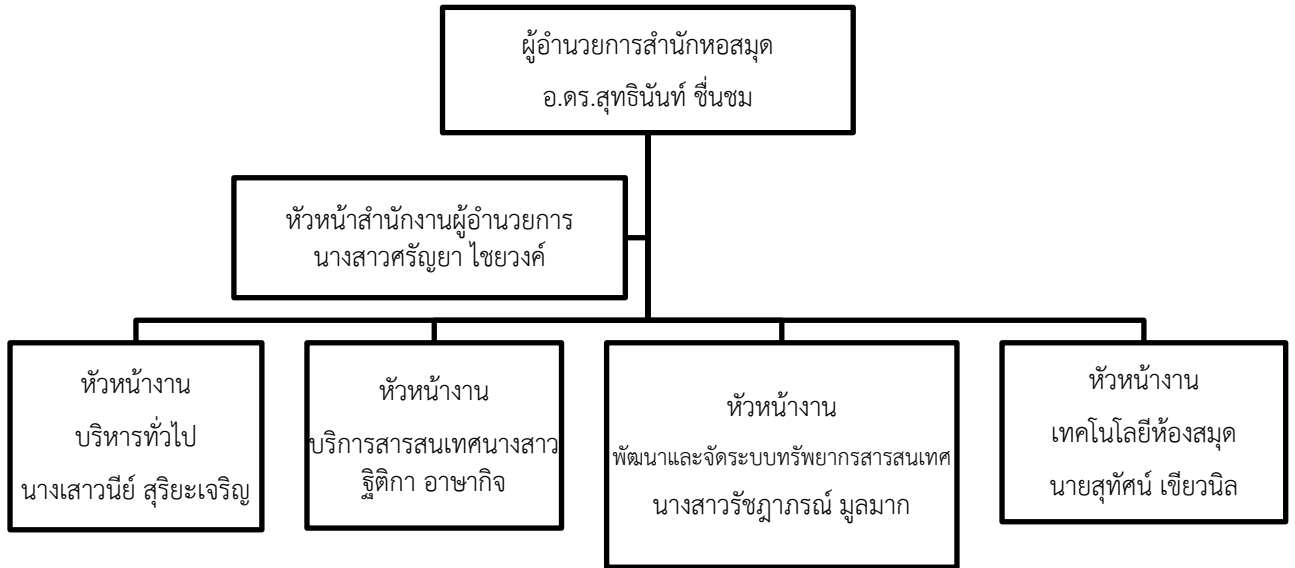 ผู้อำนวยการสำนักหอสมุด
อ.ดร.สุทธินันท์ ชื่นชม
หัวหน้าสำนักงานผู้อำนวยการ
นางสาวศรัญยา ไชยวงค์
หัวหน้างาน
บริหารทั่วไป
นางเสาวนีย์ สุริยะเจริญ
หัวหน้างาน
บริการสารสนเทศนางสาว
ฐิติกา อาษากิจ
หัวหน้างาน
พัฒนาและจัดระบบทรัพยากรสารสนเทศ
นางสาวรัชฎาภรณ์ มูลมาก
หัวหน้างาน
เทคโนโลยีห้องสมุด
นายสุทัศน์ เขียวนิล